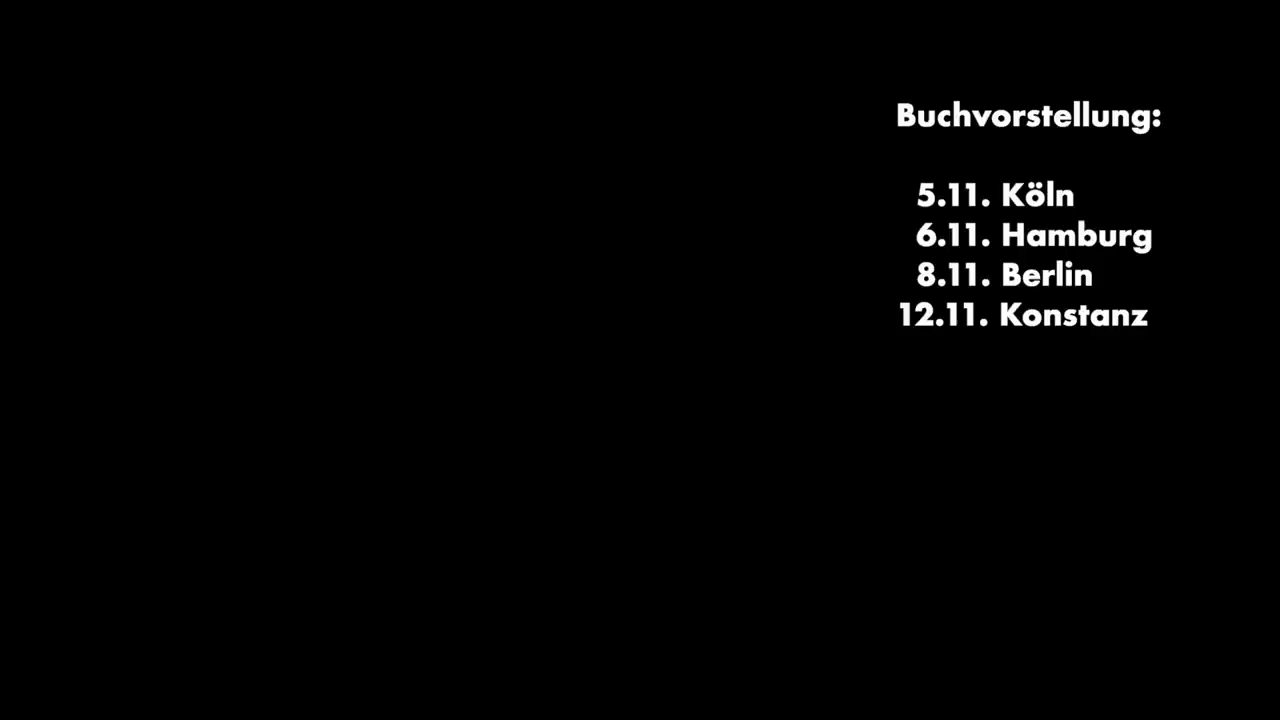 Buchvorstellung:
5.11. Köln
6.11. Hamburg
8.11. Berlin
12.11. Konstanz